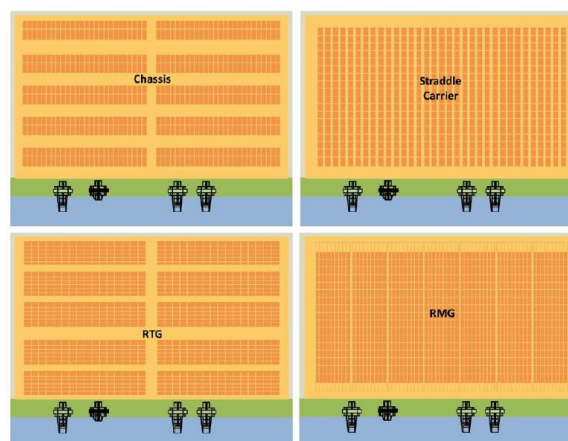 Chassis
Straddle
Carrier
RTG
RMG